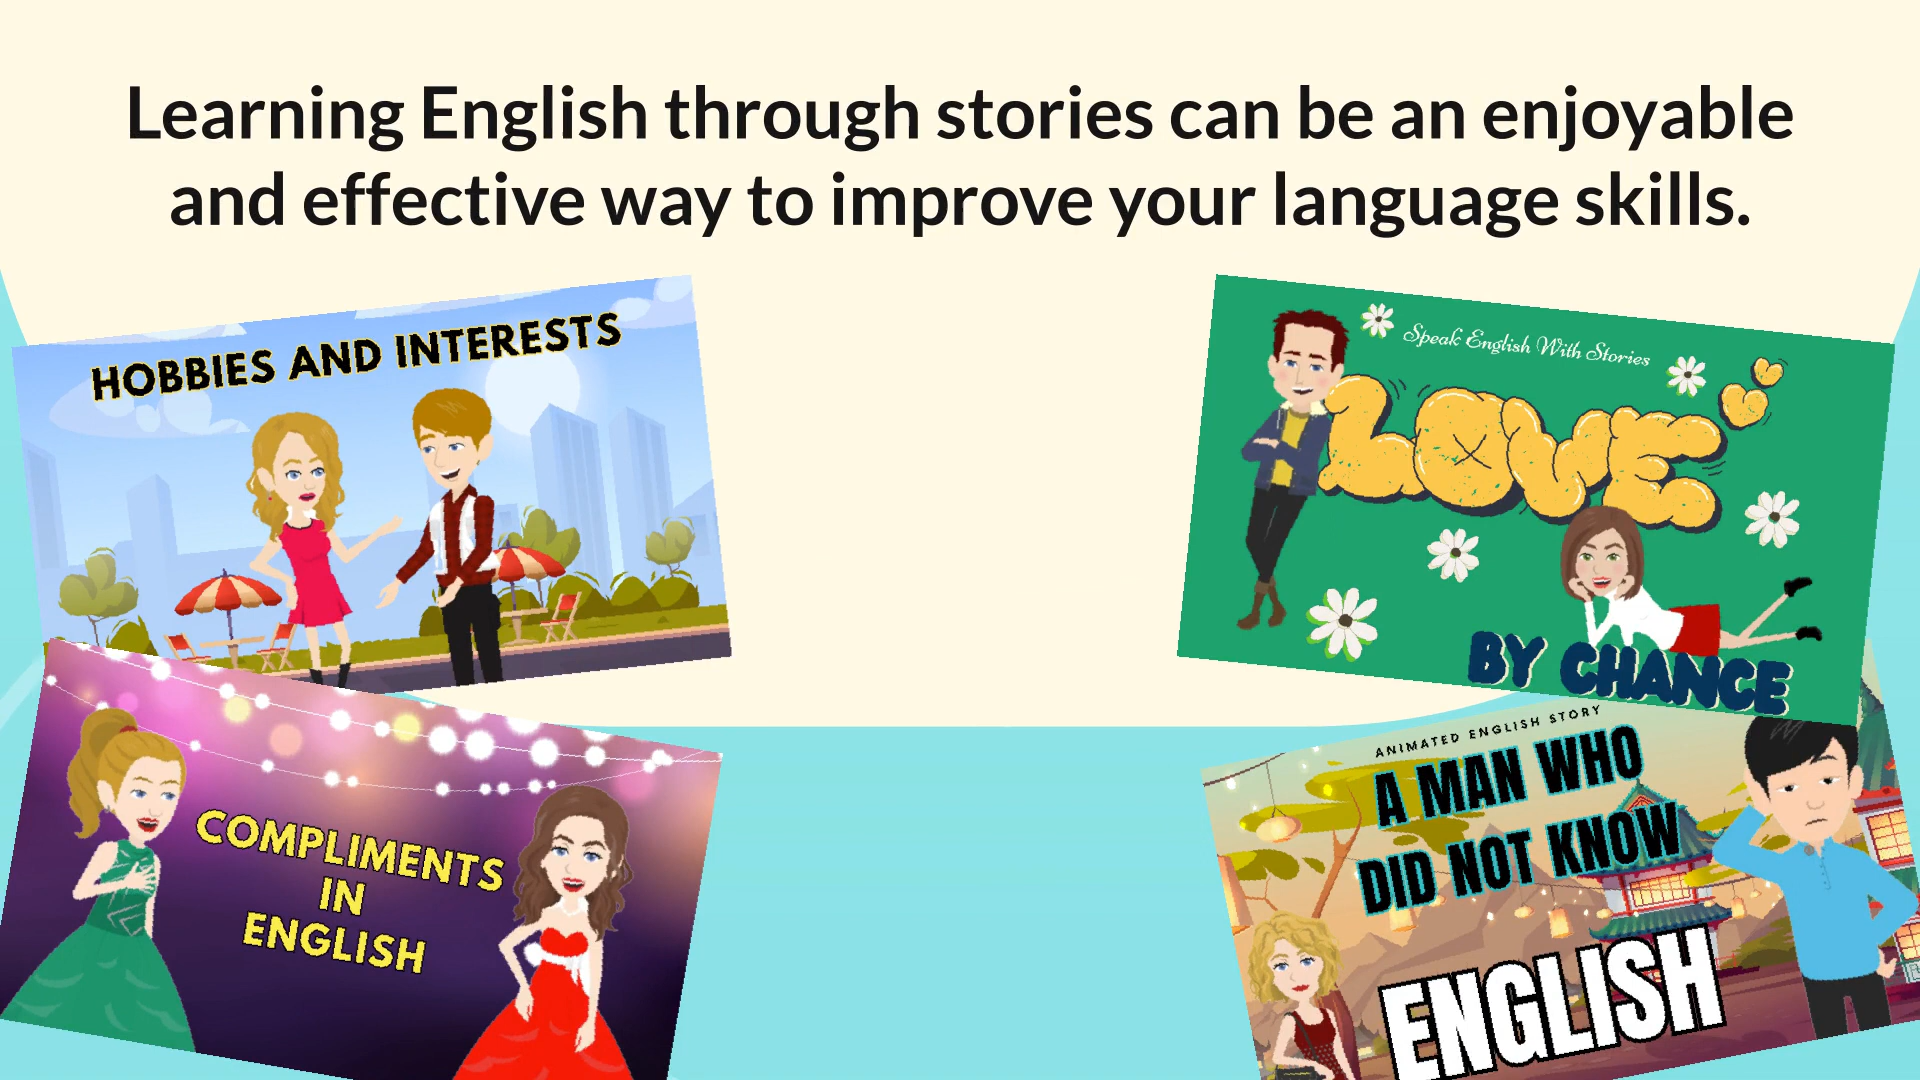 Learning English through stories can be an enjoyable
and effective way to improve your language skills.
HOBBIES AND INTERESTS
Speak English With Stories
LOVE
BY CHANCE
COMPLIMENTS
IN
ENGLISH
ANIMATED ENGLISH STORY
A MAN WHO
DID NOT KNOW
ENGLISH